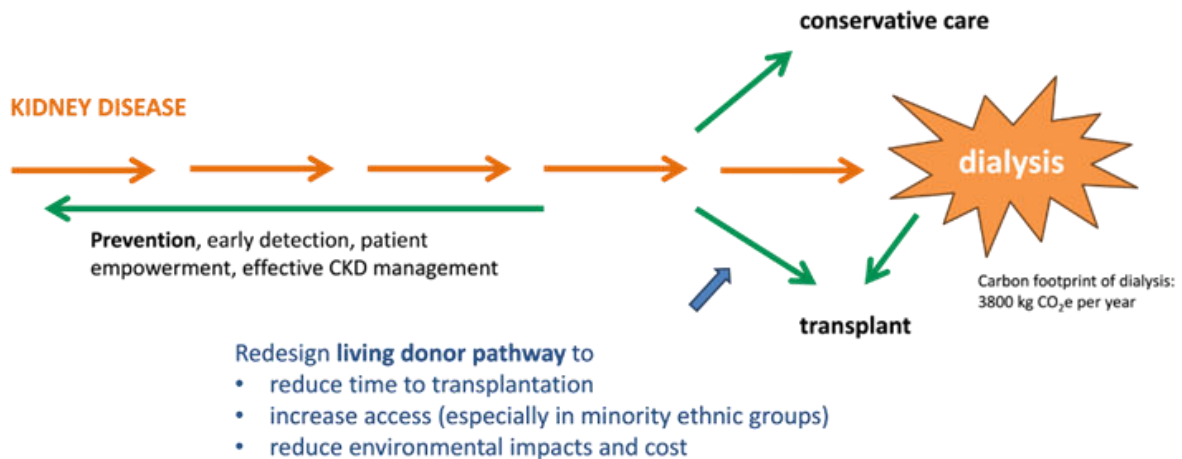 conservative care
KIDNEY DISEASE
dialysis
Prevention, early detection, patient
empowerment, effective CKD management
Carbon footprint of dialysis:
3800 kg CO₂e per year
transplant
Redesign living donor pathway to
• reduce time to transplantation
• increase access (especially in minority ethnic groups)
• reduce environmental impacts and cost